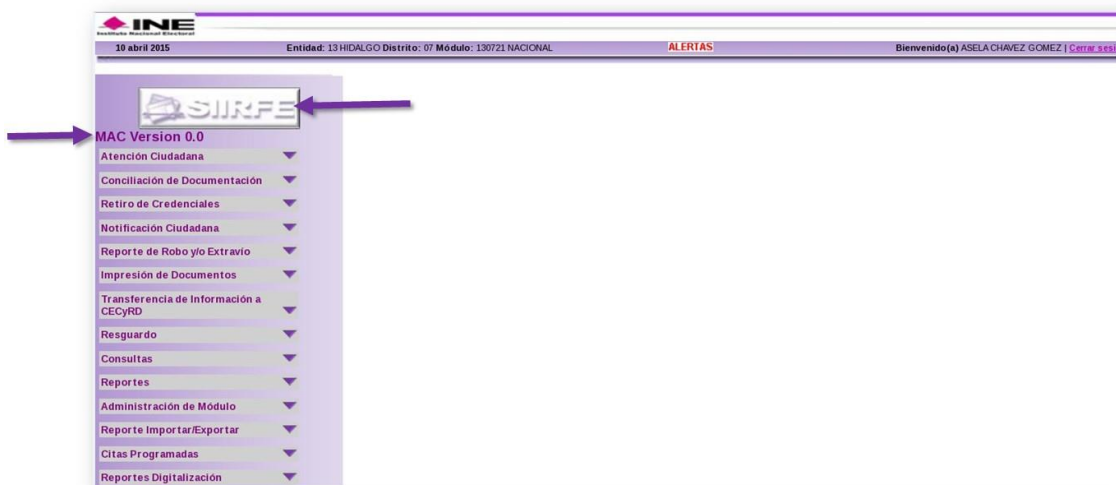 INE
Instituto Nacional Electoral
10 abril 2015 Entidad: 13 HIDALGO Distrito: 07 Módulo: 130721 NACIONAL ALERTAS Bienvenido(a) ASELA CHAVEZ GOMEZ | Cerrar sesi
SIIRFE
MAC Version 0.0
Atención Ciudadana
Conciliación de Documentación
Retiro de Credenciales
Notificación Ciudadana
Reporte de Robo y/o Extravío
Impresión de Documentos
Transferencia de Información a
CECyRD
Resguardo
Consultas
Reportes
Administración de Módulo
Reporte Importar/Exportar
Citas Programadas
Reportes Digitalización